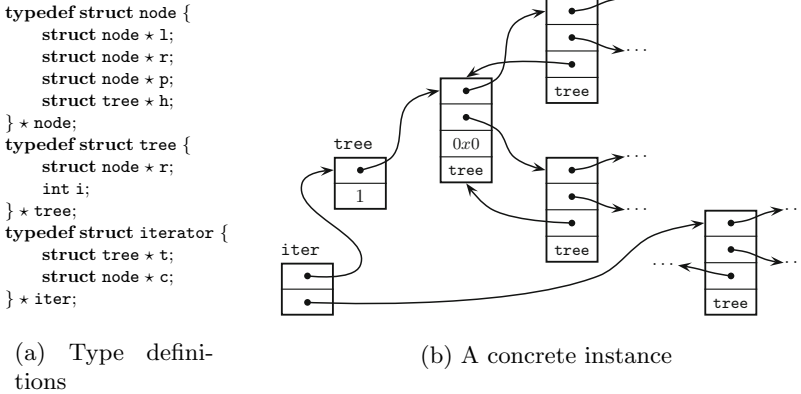 typedef struct node {
struct node ⋆ l;
struct node ⋆ r;
struct node ⋆ p;
struct tree ⋆ h;
} ⋆ node;
typedef struct tree {
struct node ⋆ r;
int i;
} ⋆ tree;
typedef struct iterator {
struct tree ⋆ t;
struct node ⋆ c;
} ⋆ iter;
(a) Type defini-
tions
...
tree
tree
0x0
tree
1
...
...
tree
iter
...
...
...
tree
(b) A concrete instance